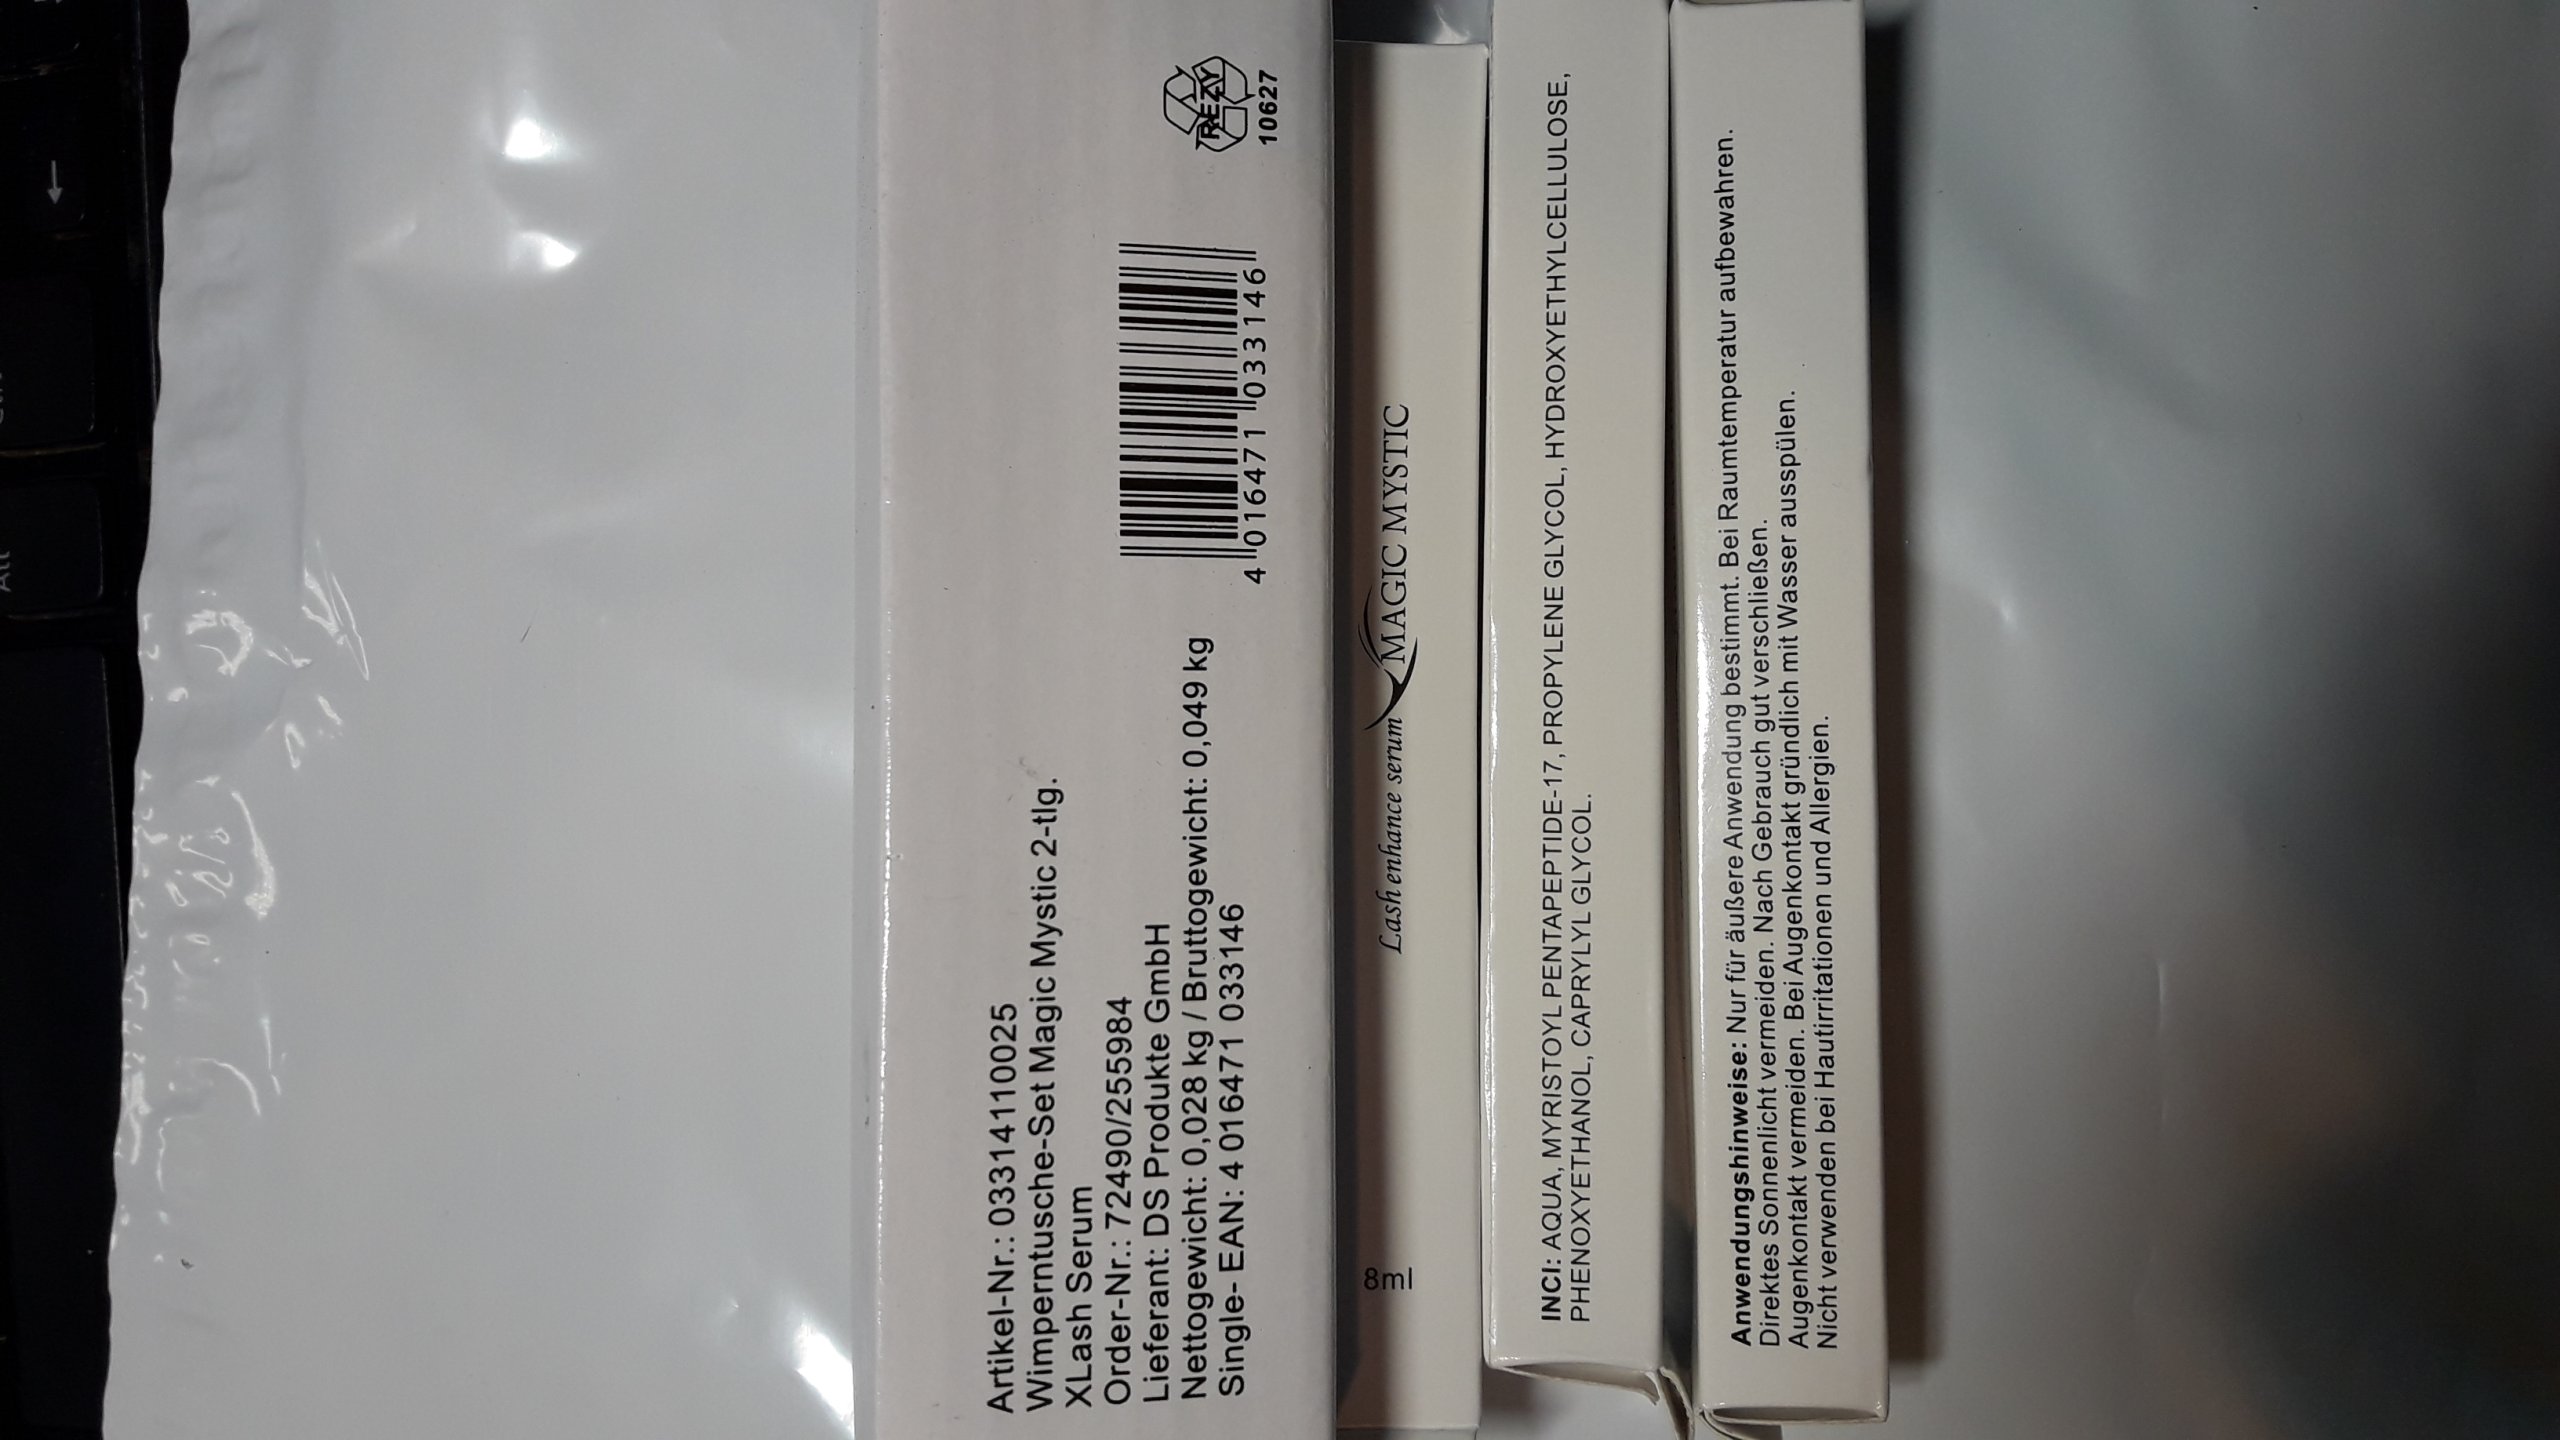 Artikel-Nr.: 03314110025
Wimperntusche-Set Magic Mystic 2-tlg.
XLash Serum
Order-Nr.: 72490/255984
Lieferant: DS Produkte GmbH
Nettogewicht: 0,028 kg / Bruttogewicht: 0,049 kg
Single- EAN: 4 016471 033146
4 016471 033146
REZY
10627
8 ml
Lash enhance serum MAGIC MYSTIC
INCI: AQUA, MYRISTOYL PENTAPEPTIDE-17, PROPYLENE GLYCOL, HYDROXYETHYLCELLULOSE,
PHENOXYETHANOL, CAPRYLYL GLYCOL.
Anwendungshinweise: Nur für äußere Anwendung bestimmt. Bei Raumtemperatur aufbewahren.
Direktes Sonnenlicht vermeiden. Nach Gebrauch gut verschließen.
Augenkontakt vermeiden. Bei Augenkontakt gründlich mit Wasser ausspülen.
Nicht verwenden bei Hautirritationen und Allergien.